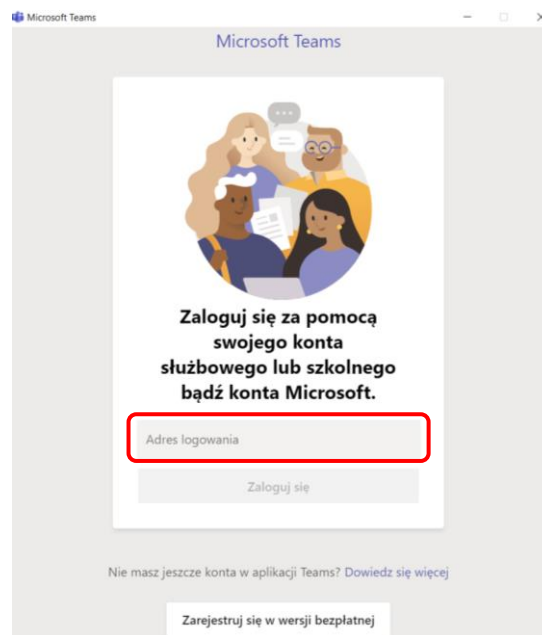 Microsoft Teams
Microsoft Teams
Zaloguj się za pomocą
swojego konta
służbowego lub szkolnego
bądź konta Microsoft.
Adres logowania
Zaloguj się
Nie masz jeszcze konta w aplikacji Teams? Dowiedz się więcej
Zarejestruj się w wersji bezpłatnej